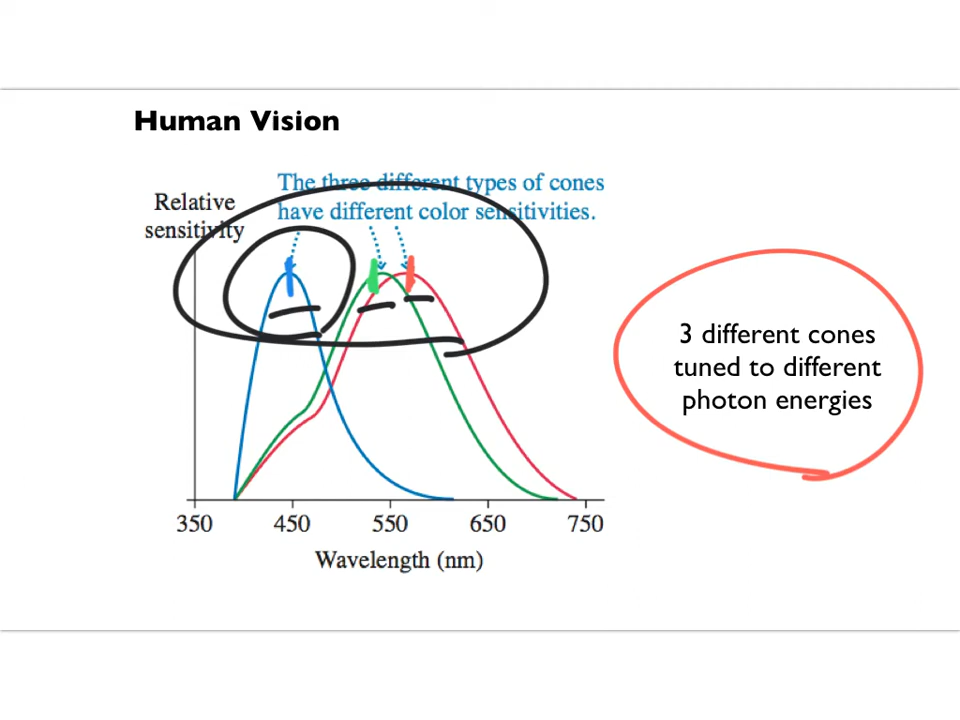 Human Vision
The three different types of cones
have different color sensitivities.
Relative
sensitivity
3 different cones
tuned to different
photon energies
350 450 550 650 750
Wavelength (nm)